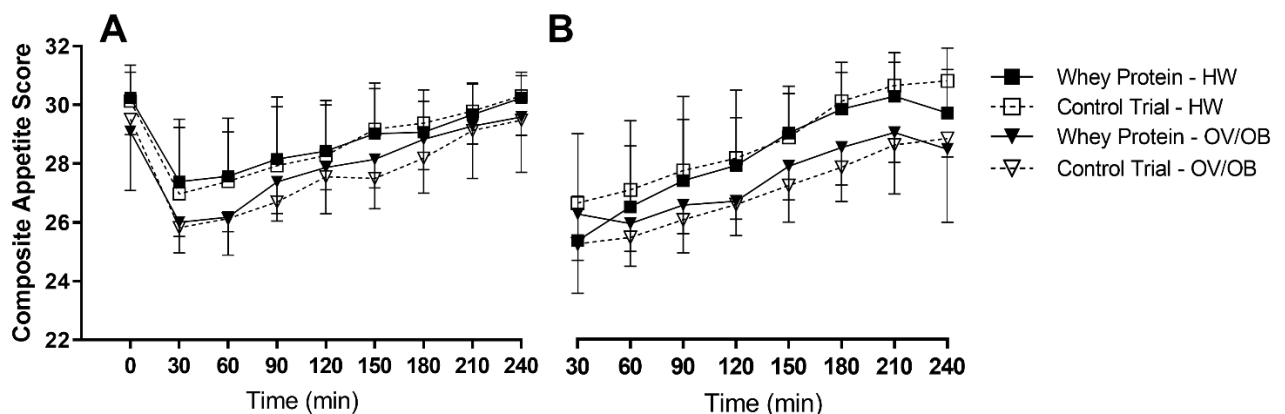 A
B
Composite Appetite Score
32
30
28
26
24
22
0 30 60 90 120 150 180 210 240
Time (min)
30 60 90 120 150 180 210 240
Time (min)
Whey Protein - HW
Control Trial - HW
Whey Protein - OV/OB
Control Trial - OV/OB